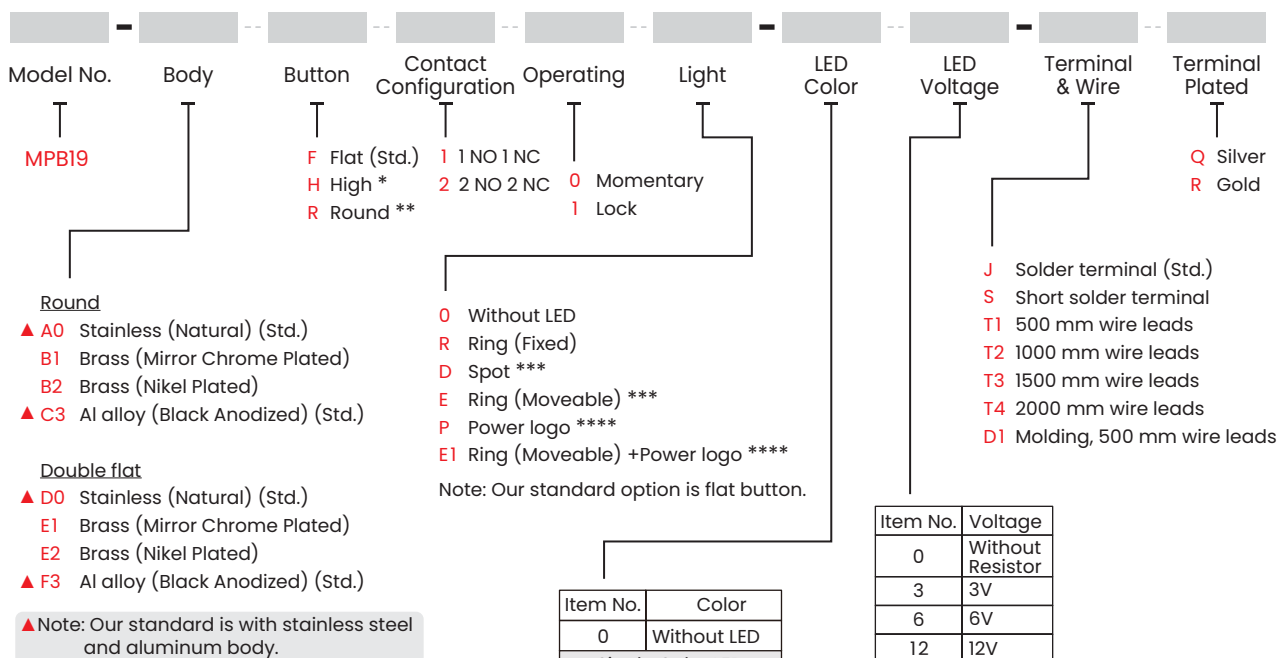 Model No.
Body
Button
Contact
Configuration
Operating
Light
LED
Color
LED
Voltage
Terminal
& Wire
Terminal
Plated
MPB19
F Flat (Std.)
H High *
R Round **
1 1 NO 1 NC
2 2 NO 2 NC
0 Momentary
1 Lock
Q Silver
R Gold
Round
▲ A0 Stainless (Natural) (Std.)
B1 Brass (Mirror Chrome Plated)
B2 Brass (Nikel Plated)
▲ C3 Al alloy (Black Anodized) (Std.)
Double flat
▲ D0 Stainless (Natural) (Std.)
E1 Brass (Mirror Chrome Plated)
E2 Brass (Nikel Plated)
▲ F3 Al alloy (Black Anodized) (Std.)
▲Note: Our standard is with stainless steel
and aluminum body.
0 Without LED
R Ring (Fixed)
D Spot ***
E Ring (Moveable) ***
P Power logo ****
E1 Ring (Moveable) +Power logo ****
Note: Our standard option is flat button.
J Solder terminal (Std.)
S Short solder terminal
T1 500 mm wire leads
T2 1000 mm wire leads
T3 1500 mm wire leads
T4 2000 mm wire leads
D1 Molding, 500 mm wire leads
Item No. Color
0 Without LED
Item No. Voltage
0 Without
Resistor
3 3V
6 6V
12 12V